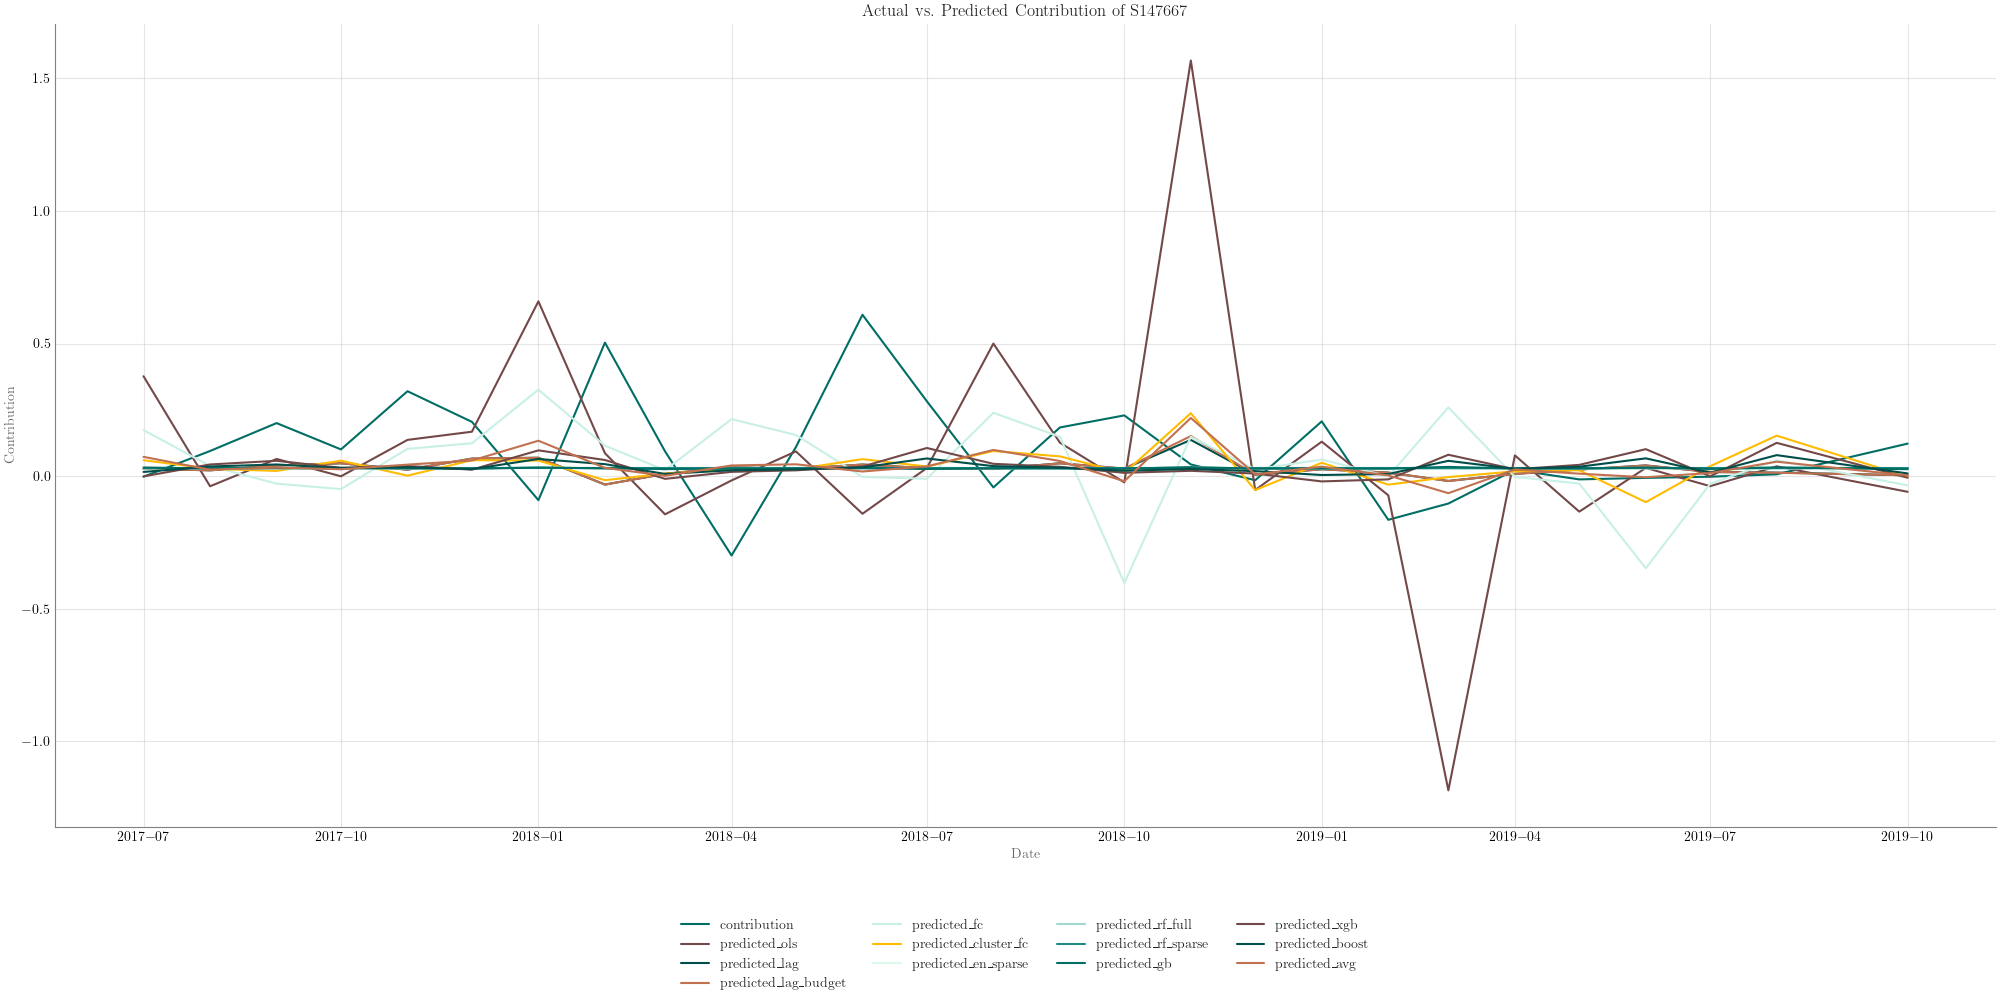 Actual vs. Predicted Contribution of S147667
Contribution
1.5
1.0
0.5
0.0
−0.5
−1.0
2017−07 2017−10 2018−01 2018−04 2018−07 2018−10 2019−01 2019−04 2019−07 2019−10
Date
contribution predicted_fc predicted_rf_full predicted_xgb
predicted_ols predicted_cluster_fc predicted_rf_sparse predicted_boost
predicted_lag predicted_en_sparse predicted_gb predicted_avg
predicted_lag_budget